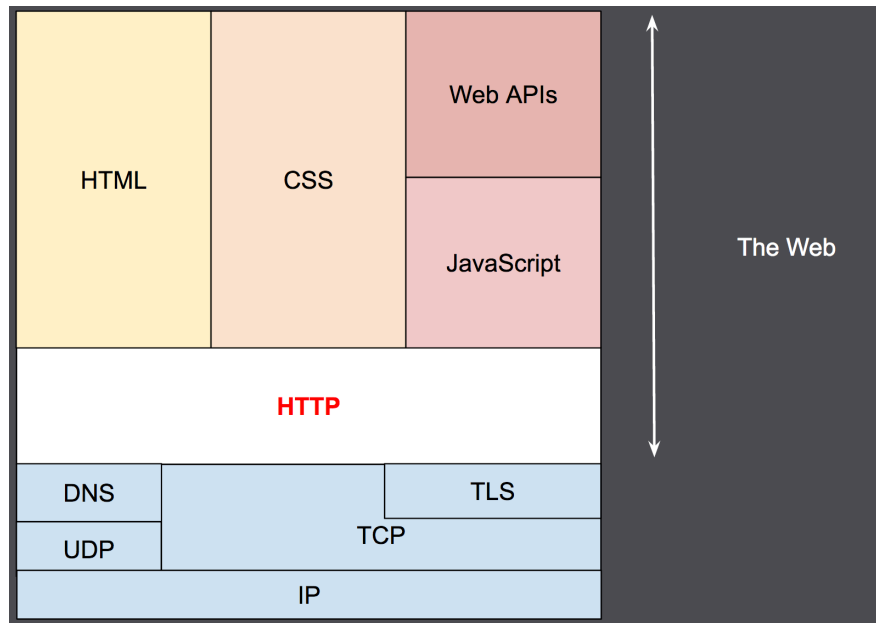 Web APIs
HTML
CSS
JavaScript
The Web
HTTP
DNS
TLS
UDP
TCP
IP